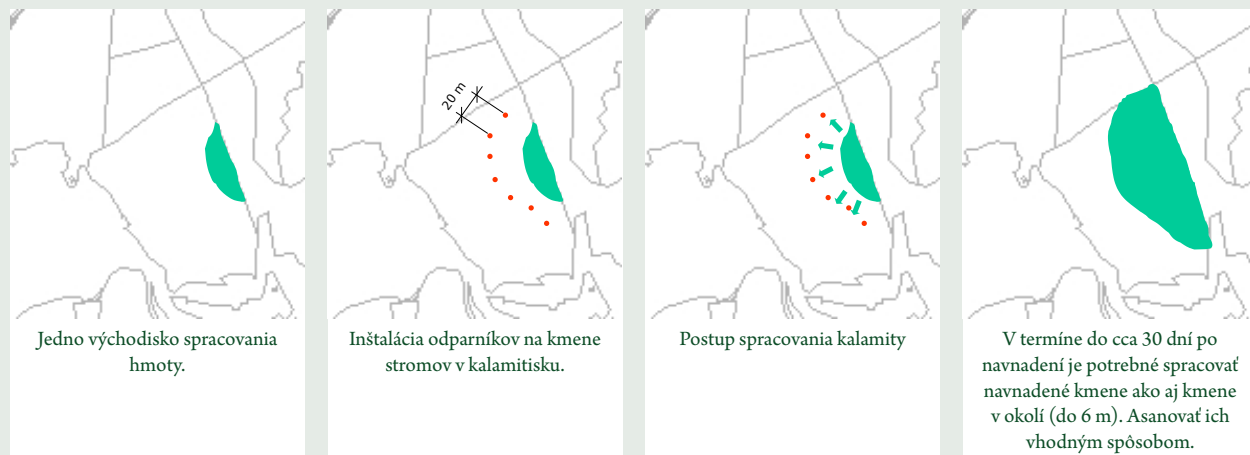 20 m
Jedno východisko spracovania
hmoty.
Inštalácia odparníkov na kmene
stromov v kalamitisku.
Postup spracovania kalamity
V termíne do cca 30 dní po
navnadení je potrebné spracovať
navnadené kmene ako aj kmene
v okolí (do 6 m). Asanovať ich
vhodným spôsobom.